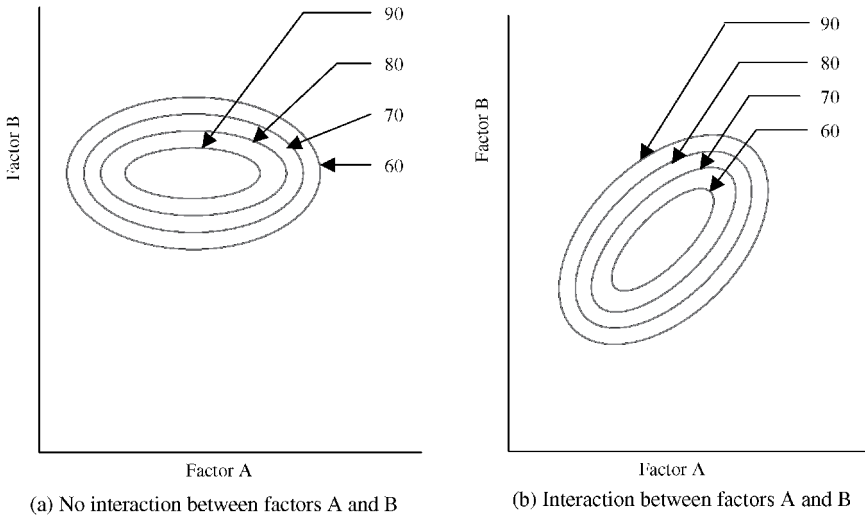 90
80
70
60
Factor B
Factor A
(a) No interaction between factors A and B
90
80
70
60
Factor B
Factor A
(b) Interaction between factors A and B